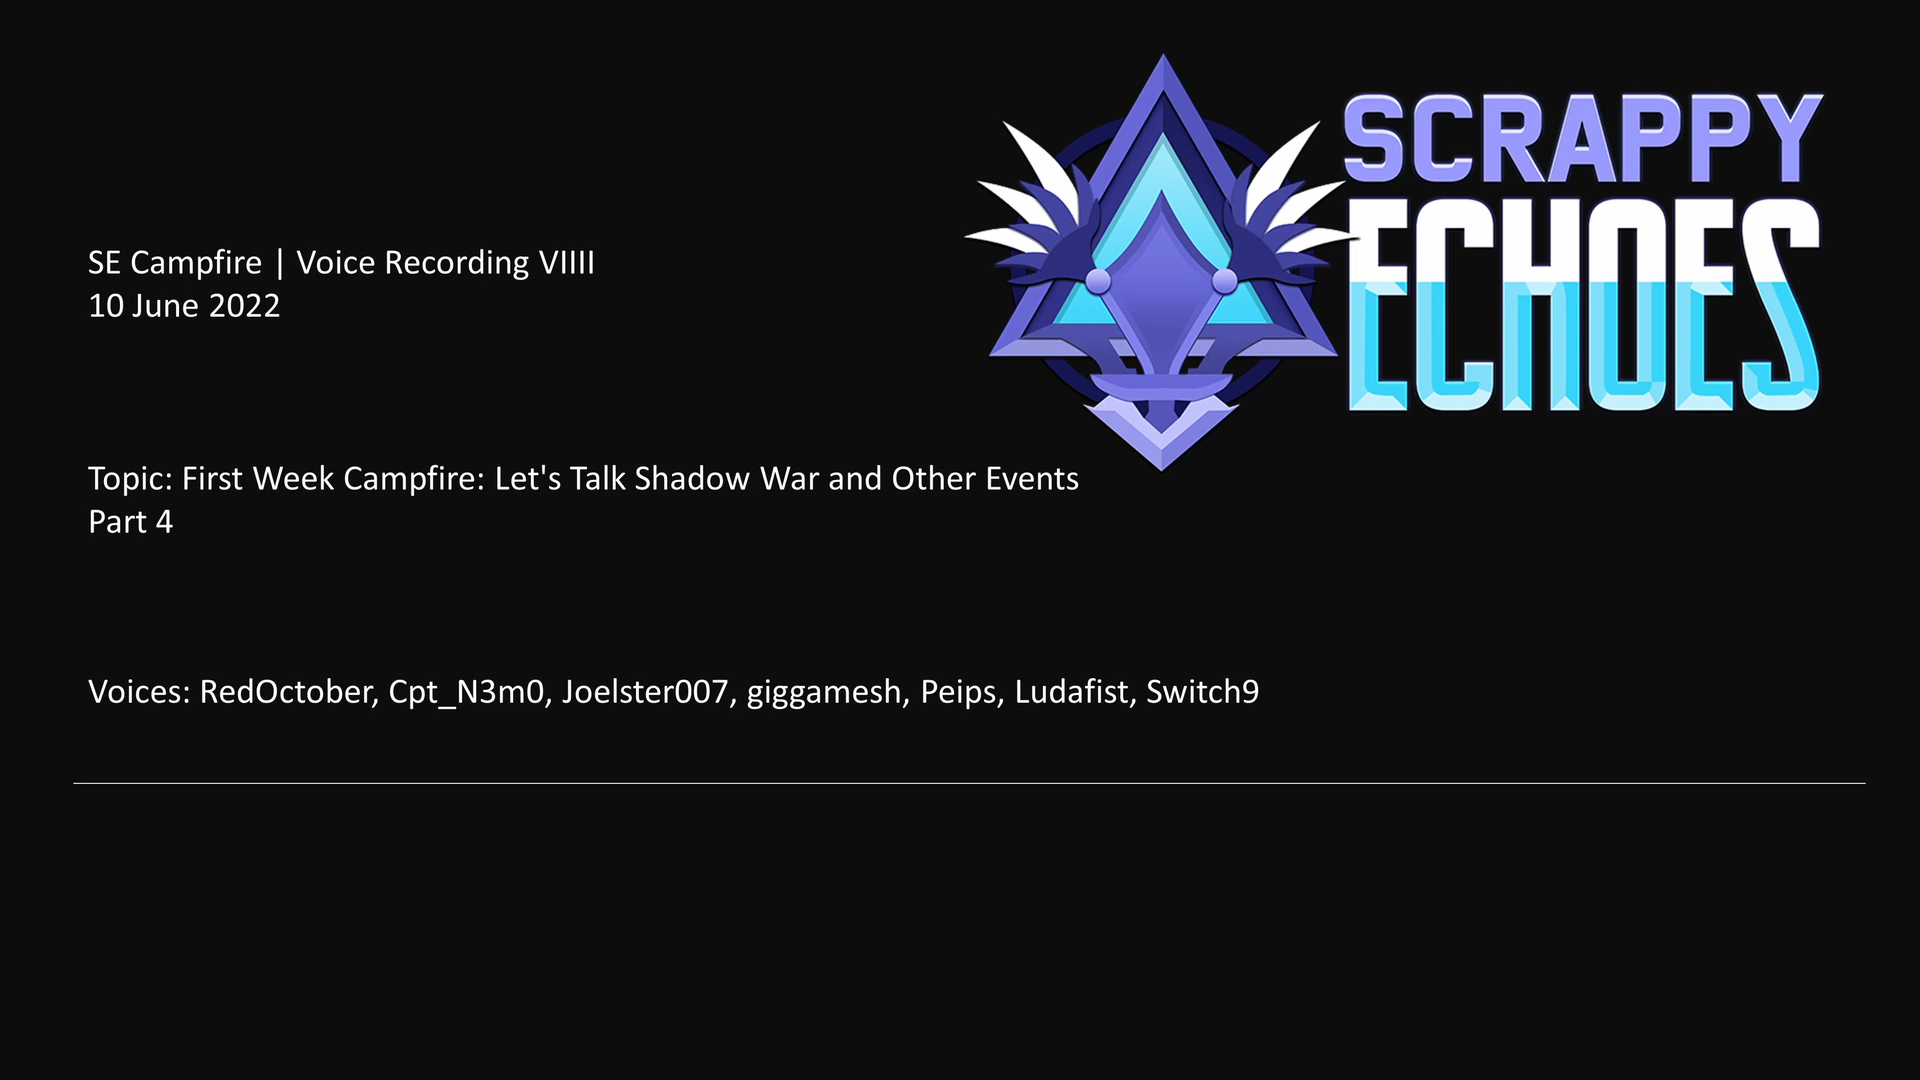 SCRAPPY
ECHOES
SE Campfire | Voice Recording VIIII
10 June 2022
Topic: First Week Campfire: Let's Talk Shadow War and Other Events
Part 4
Voices: RedOctober, Cpt_N3m0, Joelster007, giggamesh, Peips, Ludafist, Switch9